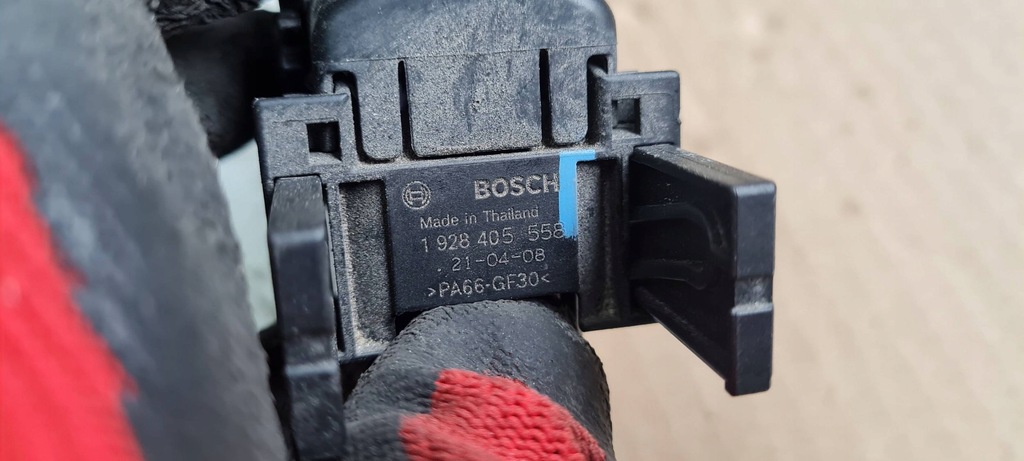 BOSCH
Made in Thailand
1 928 405 558
. 21-04-08
>PA66-GF30<